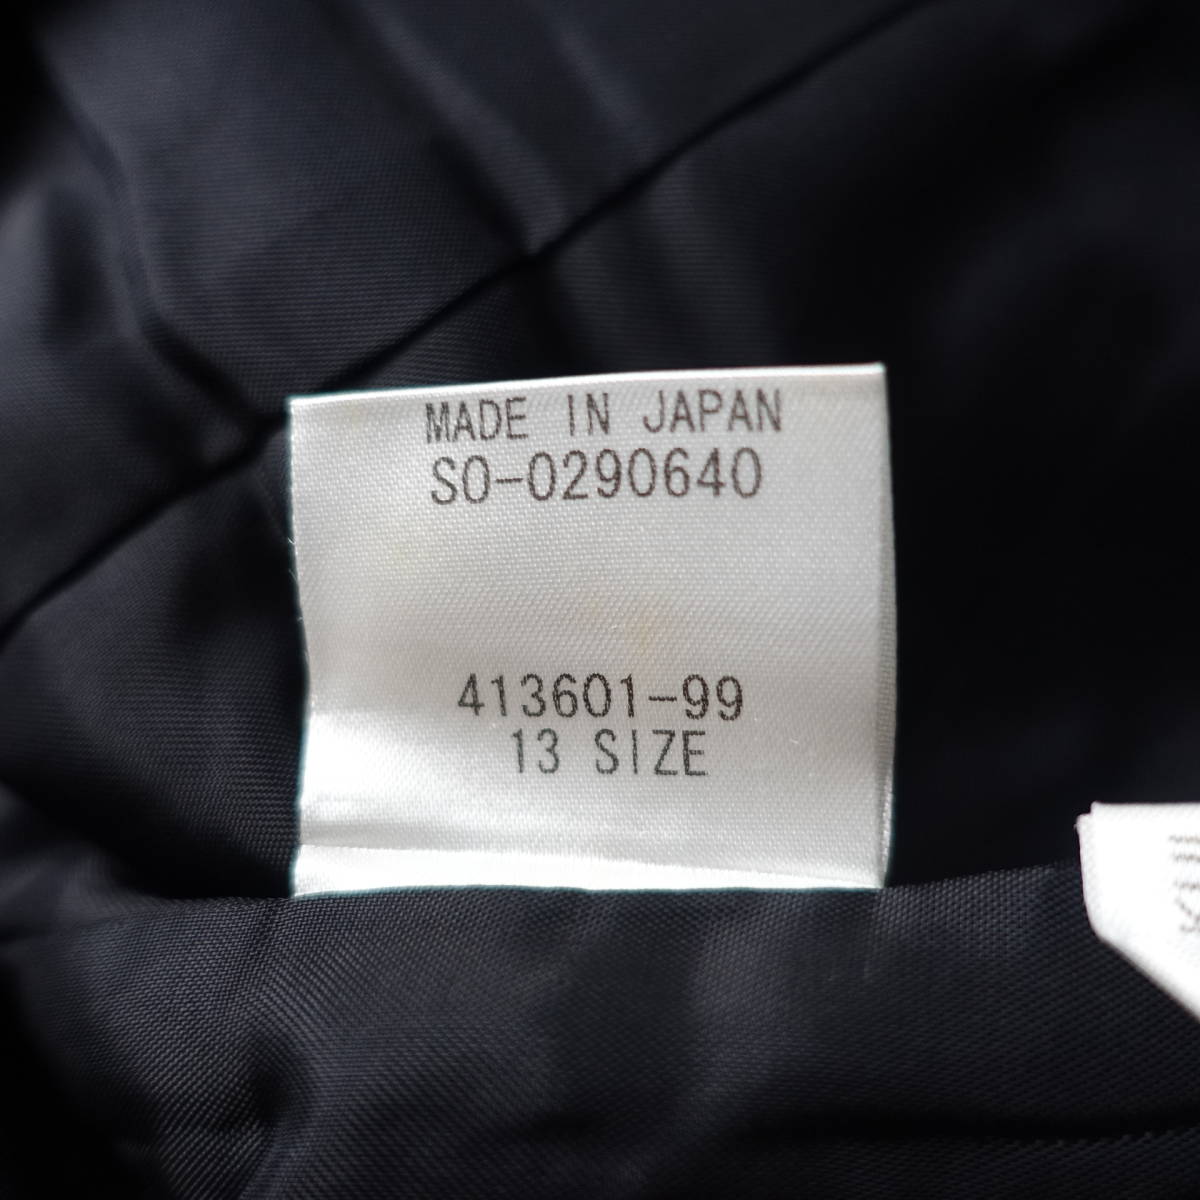 MADE IN JAPAN
SO-0290640
413601-99
13 SIZE